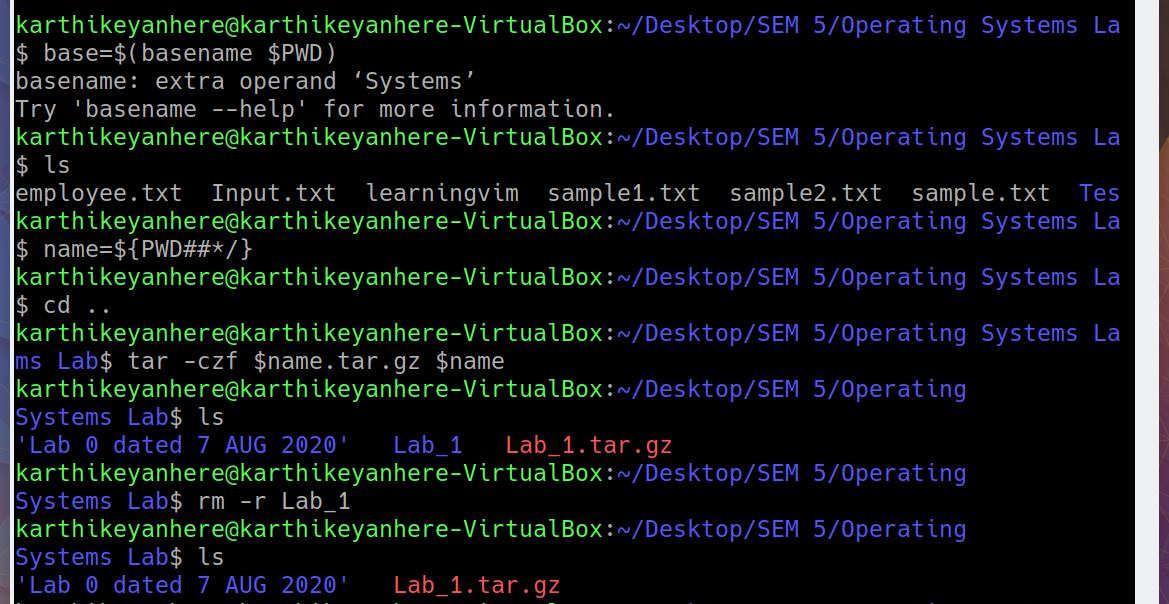 karthikeyanhere@karthikeyanhere-VirtualBox:~/Desktop/SEM 5/Operating Systems La
$ base=$(basename $PWD)
basename: extra operand ‘Systems’
Try 'basename --help' for more information.
karthikeyanhere@karthikeyanhere-VirtualBox:~/Desktop/SEM 5/Operating Systems La
$ ls
employee.txt  Input.txt  learningvim  sample1.txt  sample2.txt  sample.txt  Tes
karthikeyanhere@karthikeyanhere-VirtualBox:~/Desktop/SEM 5/Operating Systems La
$ name=${PWD##*/}
karthikeyanhere@karthikeyanhere-VirtualBox:~/Desktop/SEM 5/Operating Systems La
$ cd ..
karthikeyanhere@karthikeyanhere-VirtualBox:~/Desktop/SEM 5/Operating Systems La
ms Lab$ tar -czf $name.tar.gz $name
karthikeyanhere@karthikeyanhere-VirtualBox:~/Desktop/SEM 5/Operating
Systems Lab$ ls
'Lab 0 dated 7 AUG 2020'   Lab_1   Lab_1.tar.gz
karthikeyanhere@karthikeyanhere-VirtualBox:~/Desktop/SEM 5/Operating
Systems Lab$ rm -r Lab_1
karthikeyanhere@karthikeyanhere-VirtualBox:~/Desktop/SEM 5/Operating
Systems Lab$ ls
'Lab 0 dated 7 AUG 2020'   Lab_1.tar.gz